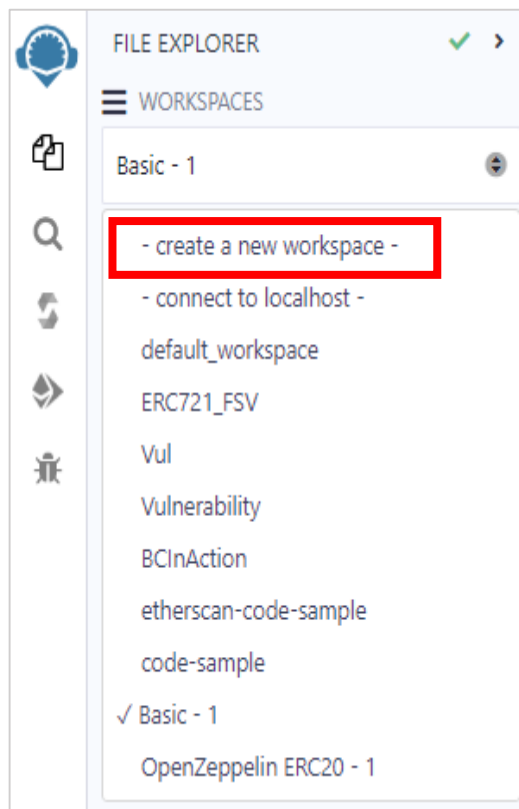 FILE EXPLORER
WORKSPACES
Basic - 1
- create a new workspace -
- connect to localhost -
default_workspace
ERC721_FSV
Vul
Vulnerability
BCInAction
etherscan-code-sample
code-sample
✓ Basic - 1
OpenZeppelin ERC20 - 1